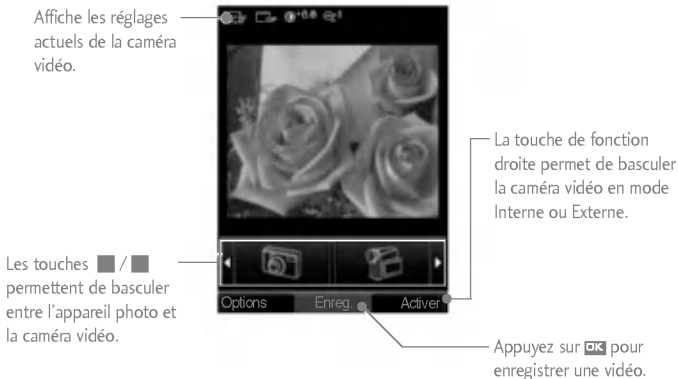 Affiche les réglages
actuels de la caméra
vidéo.
La touche de fonction
droite permet de basculer
la caméra vidéo en mode
Interne ou Externe.
Les touches /
permettent de basculer
entre l'appareil photo et
la caméra vidéo.
Options Enreg. Activer
Appuyez sur OK pour
enregistrer une vidéo.